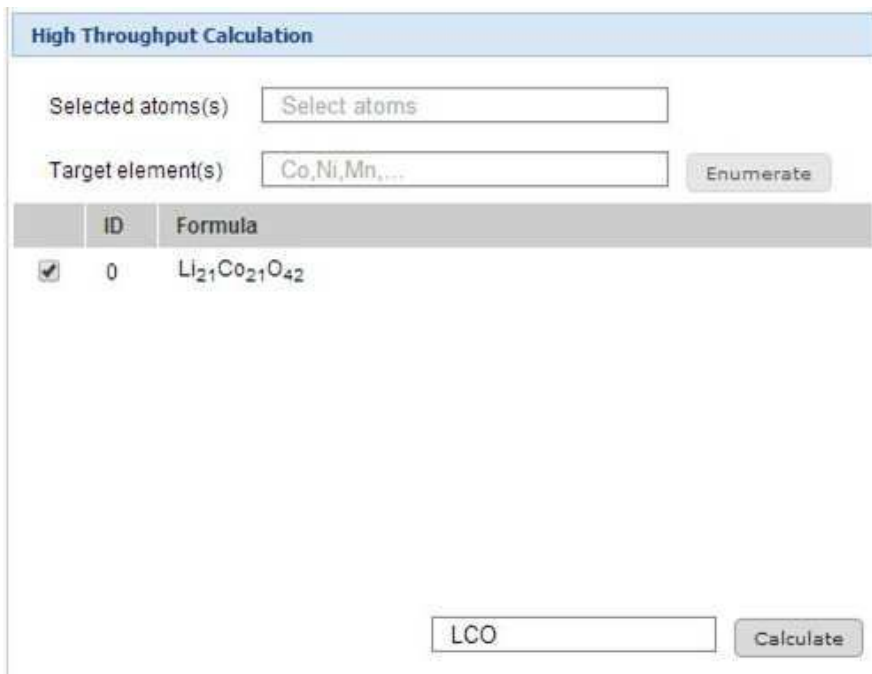 High Throughput Calculation
Selected atoms(s) Select atoms
Target element(s) Co,Ni,Mn,... Enumerate
ID Formula
0 Li₂₁Co₂₁O₄₂
LCO Calculate